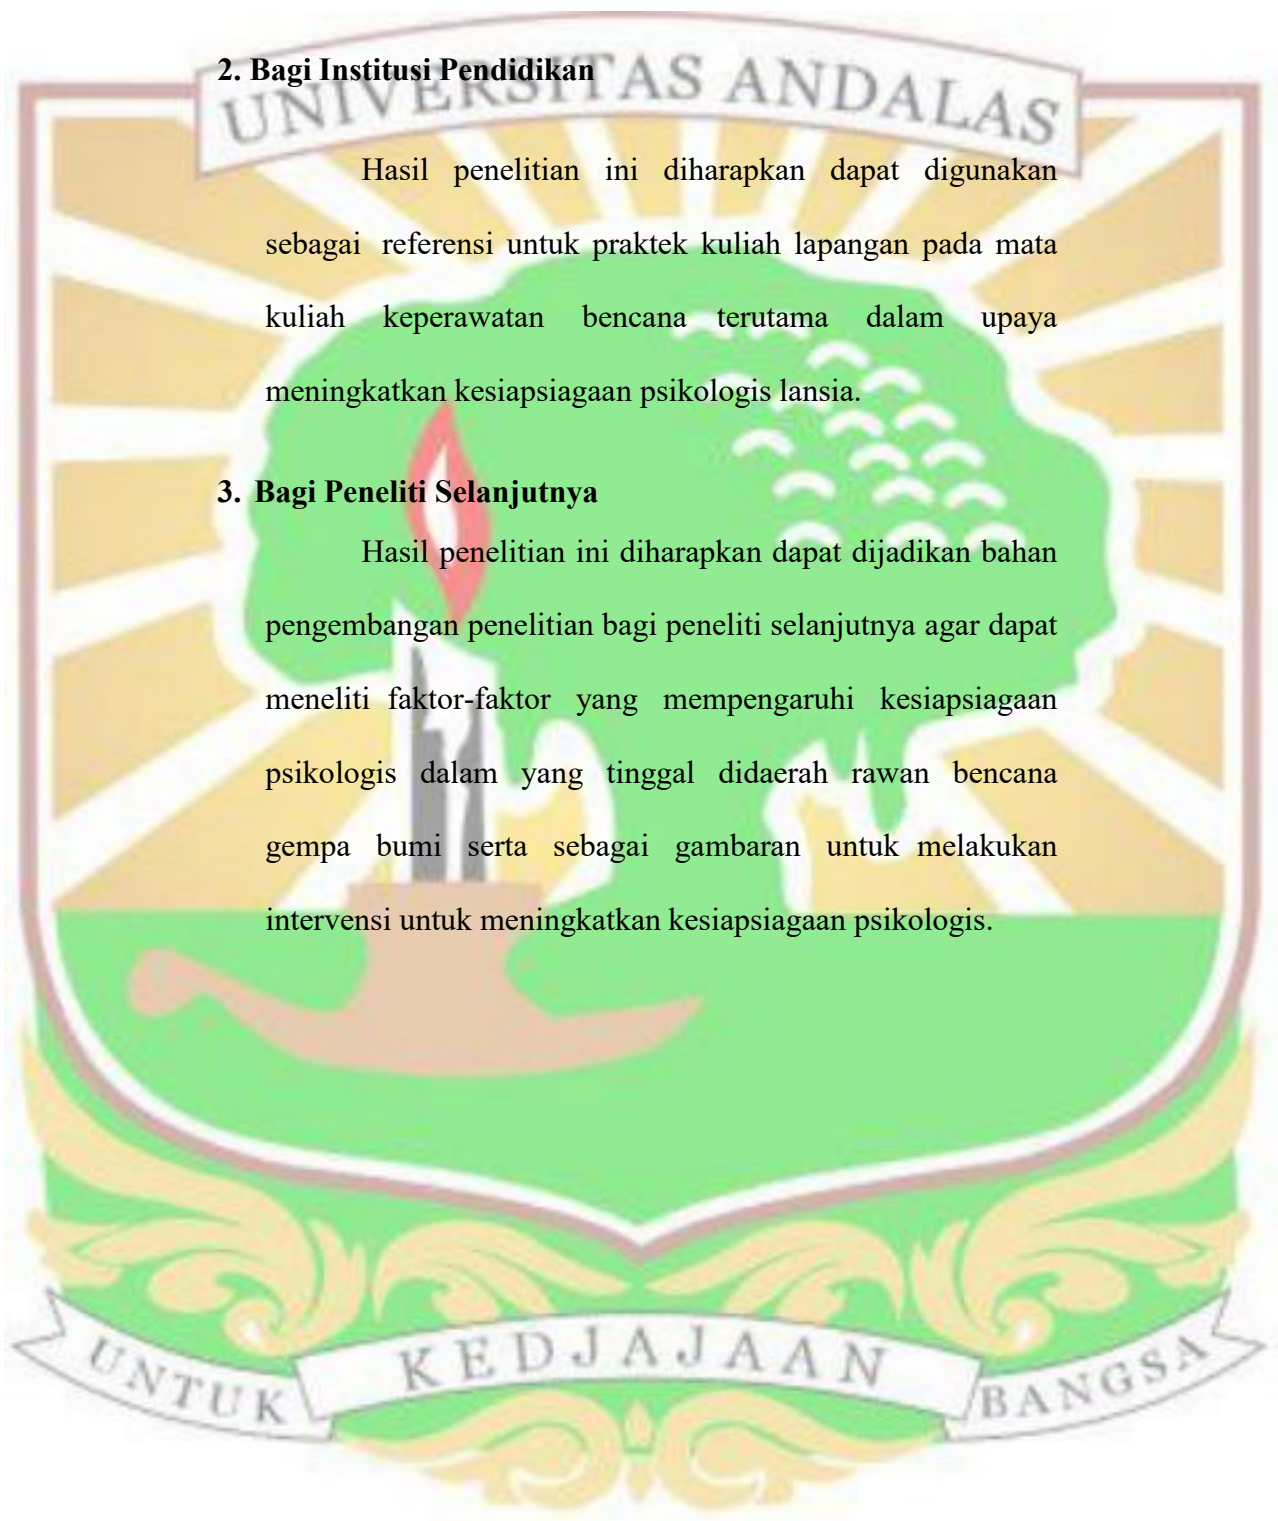 2. Bagi Institusi Pendidikan
UNIVERSITAS ANDALAS
Hasil penelitian ini diharapkan dapat digunakan
sebagai referensi untuk praktek kuliah lapangan pada mata
kuliah keperawatan bencana terutama dalam upaya
meningkatkan kesiapsiagaan psikologis lansia.
3. Bagi Peneliti Selanjutnya
Hasil penelitian ini diharapkan dapat dijadikan bahan
pengembangan penelitian bagi peneliti selanjutnya agar dapat
meneliti faktor-faktor yang mempengaruhi kesiapsiagaan
psikologis dalam yang tinggal didaerah rawan bencana
gempa bumi serta sebagai gambaran untuk melakukan
intervensi untuk meningkatkan kesiapsiagaan psikologis.
UNTUK KEDJAJAAN BANGSA